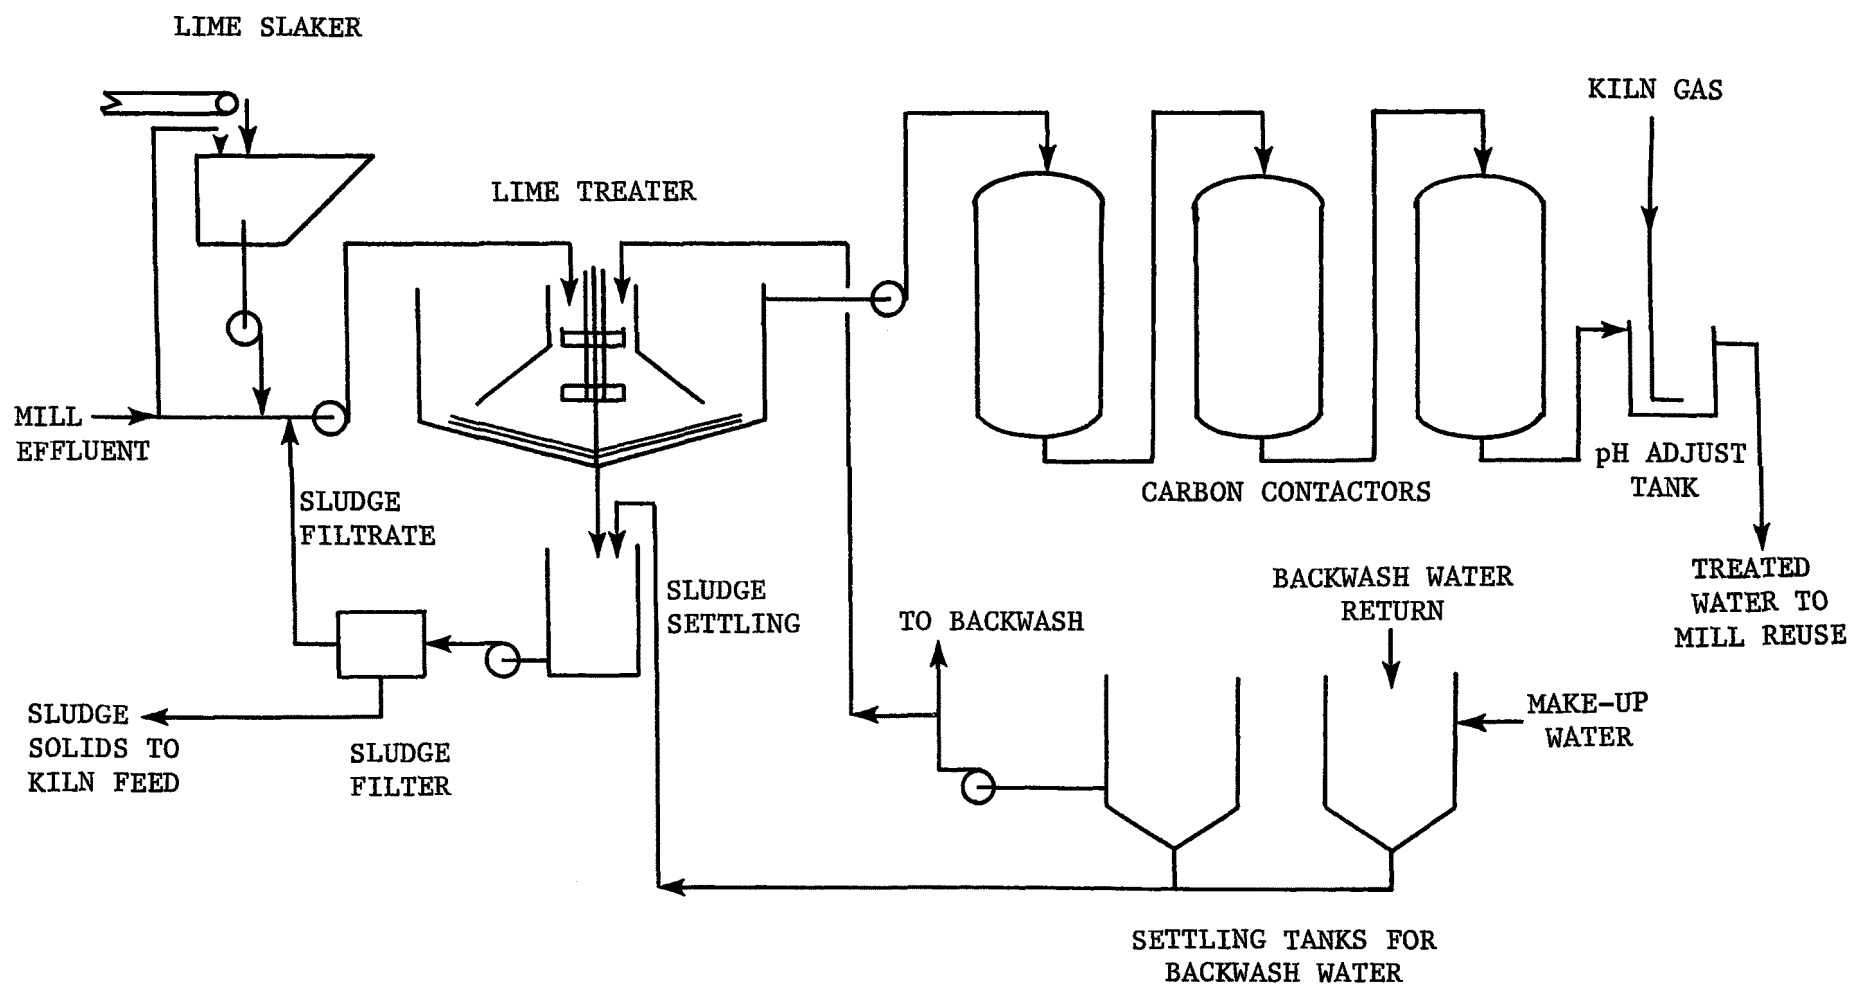 LIME SLAKER
KILN GAS
LIME TREATER
MILL
EFFLUENT
pH ADJUST
TANK
CARBON CONTACTORS
SLUDGE
FILTRATE
TREATED
WATER TO
MILL REUSE
BACKWASH WATER
RETURN
SLUDGE
SETTLING
TO BACKWASH
MAKE-UP
WATER
SLUDGE
SOLIDS TO
KILN FEED
SLUDGE
FILTER
SETTLING TANKS FOR
BACKWASH WATER